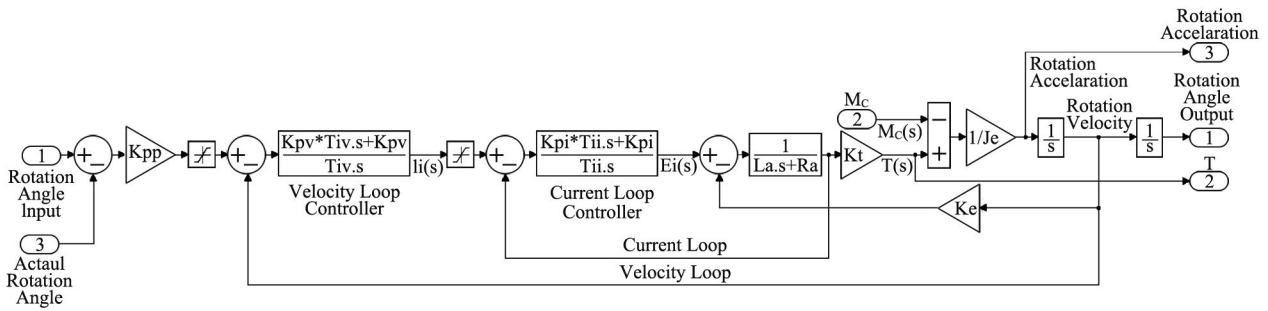 Rotation
Accelaration
3
Rotation
Accelaration
Rotation
Angle
Output
1
Rotation
Velocity
MC
2
MC(s)
−
+
1/Je
1
s
1
s
1
Rotation
Angle
Input
+
−
Kpp
+
−
Kpv*Tiv.s+Kpv
Tiv.s
Velocity Loop
Controller
Ii(s)
+
−
Kpi*Tii.s+Kpi
Tii.s
Current Loop
Controller
Ei(s)
+
−
1
La.s+Ra
Kt
T(s)
T
2
Ke
3
Actaul
Rotation
Angle
Current Loop
Velocity Loop